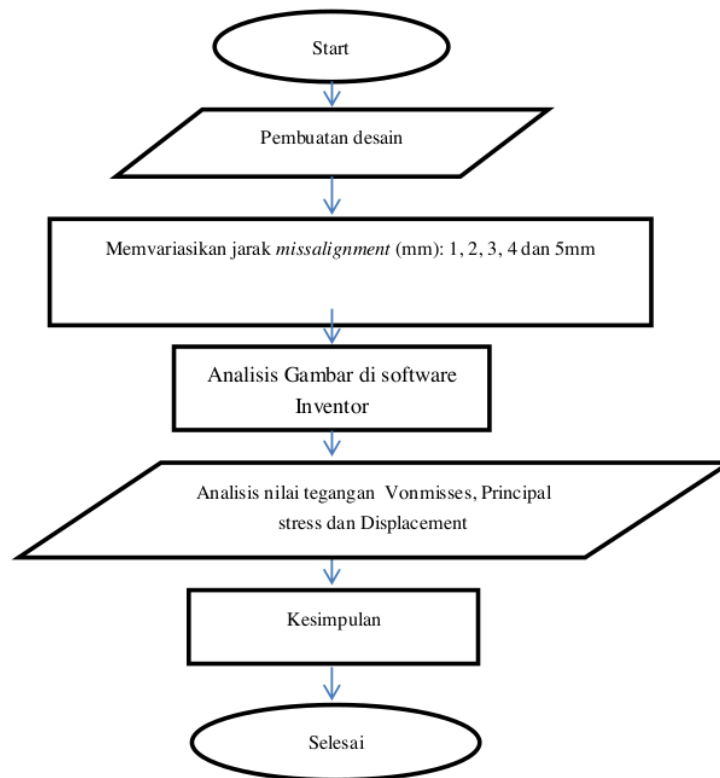 Start
Pembuatan desain
Memvariasikan jarak missalignment (mm): 1, 2, 3, 4 dan 5mm
Analisis Gambar di software
Inventor
Analisis nilai tegangan Vonmisses, Principal
stress dan Displacement
Kesimpulan
Selesai